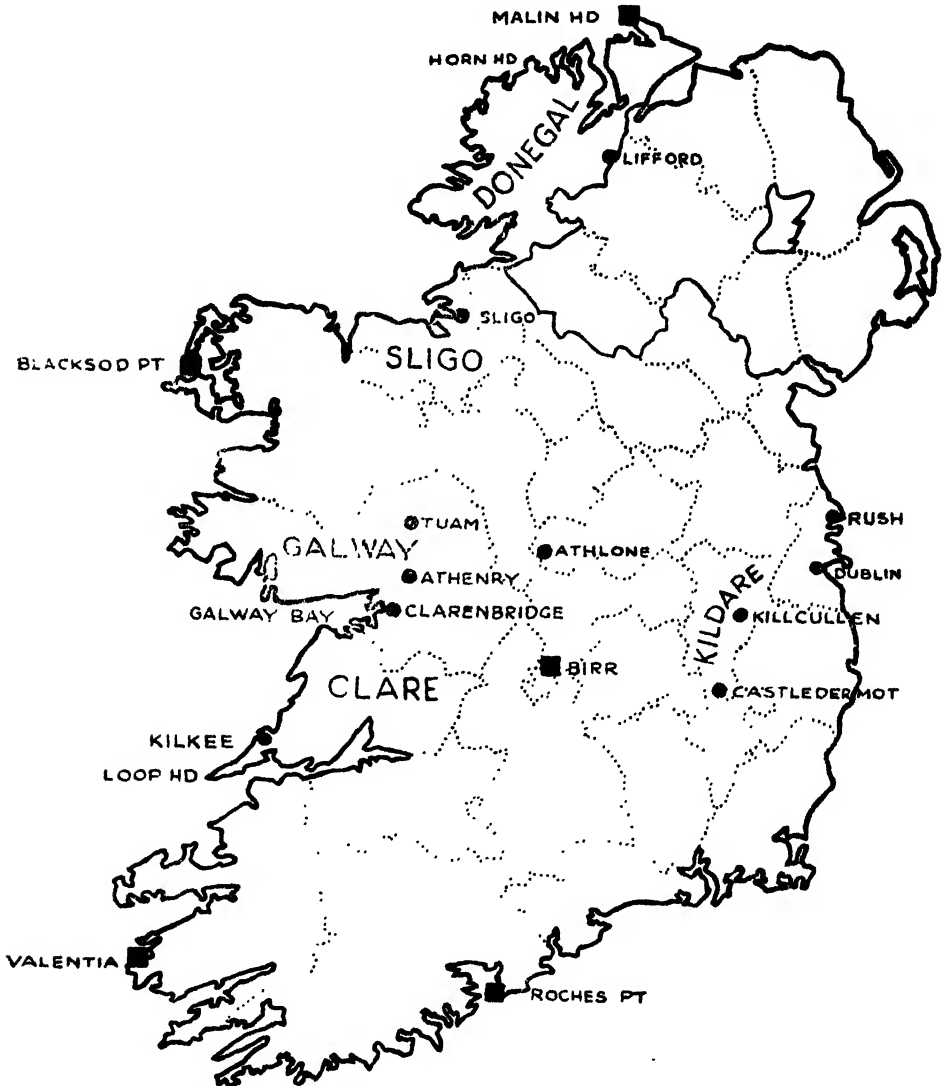 MALIN HD
HORN HD
DONEGAL
LIFFORD
SLIGO
SLIGO
BLACKSOD PT
TUAM
RUSH
GALWAY
ATHLONE
DUBLIN
ATHENRY
GALWAY BAY
CLARENBRIDGE
KILDARE
KILLCULLEN
BIRR
CLARE
CASTLEDERMOT
KILKEE
LOOP HD
VALENTIA
ROCHES PT